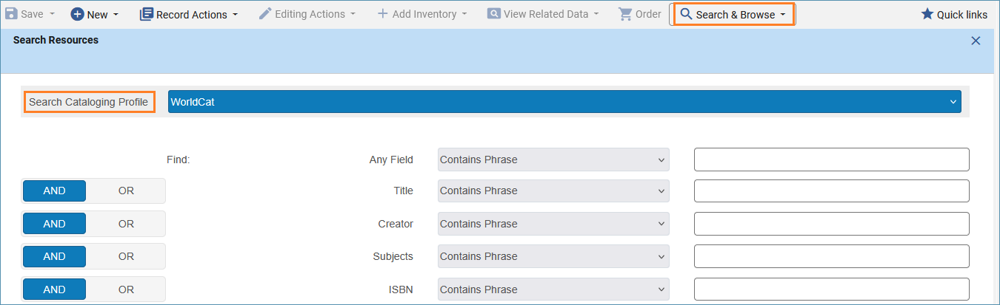 Save New Record Actions Editing Actions Add Inventory View Related Data Order Search & Browse Quick links
Search Resources
Search Cataloging Profile WorldCat
Find: Any Field Contains Phrase
AND OR Title Contains Phrase
AND OR Creator Contains Phrase
AND OR Subjects Contains Phrase
AND OR ISBN Contains Phrase